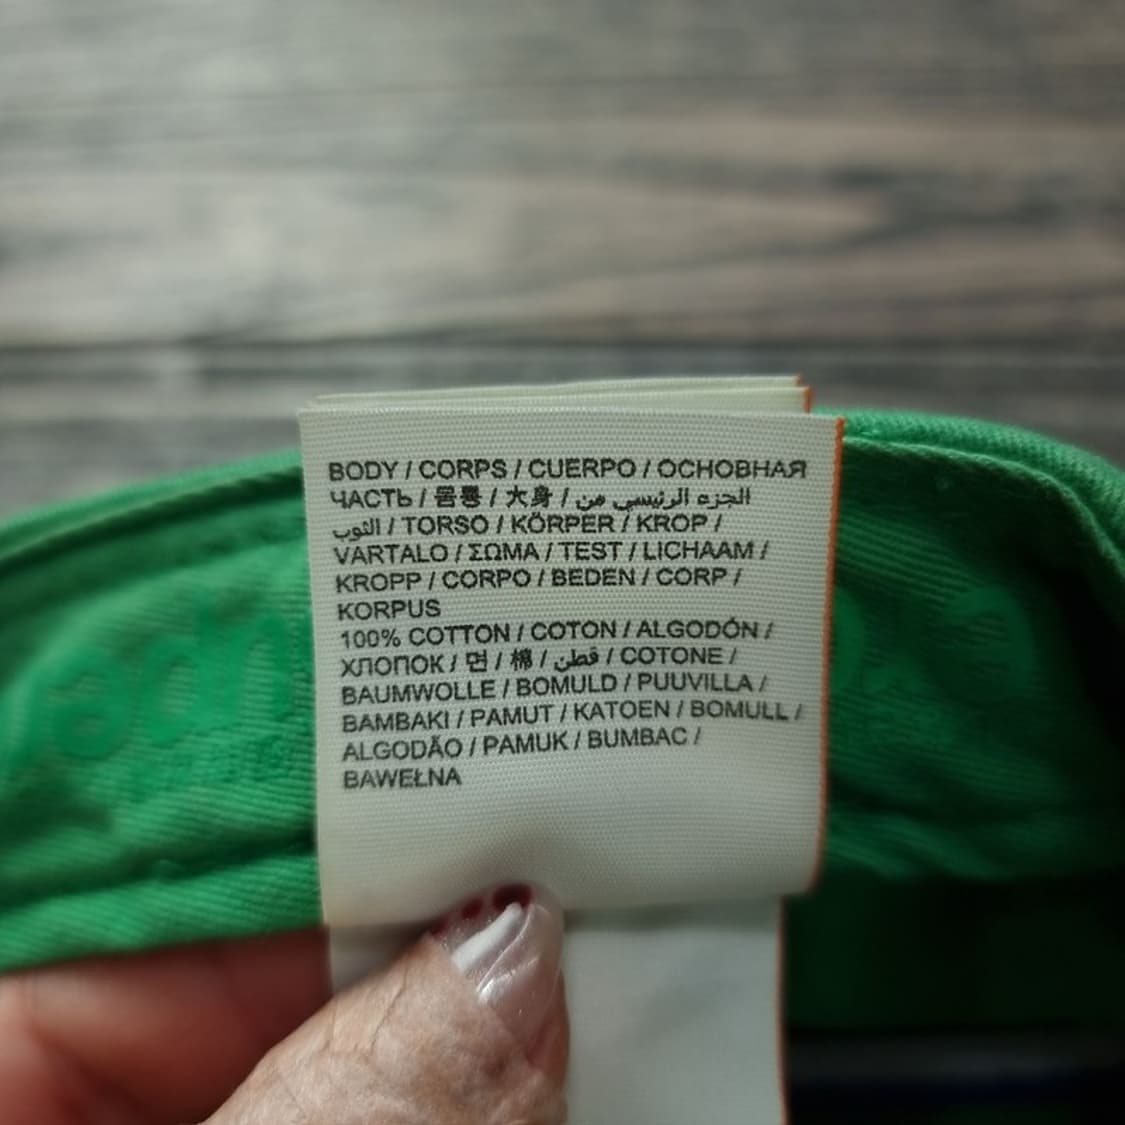 BODY / CORPS / CUERPO / ОСНОВНАЯ
ЧАСТЬ / 몸통 / 大身 / الجزء الرئيسي من
الثوب / TORSO / KÖRPER / KROP /
VARTALO / ΣΩΜΑ / TEST / LICHAAM /
KROPP / CORPO / BEDEN / CORP /
KORPUS
100% COTTON / COTON / ALGODÓN /
ХЛОПОК / 면 / 棉 / قطن / COTONE /
BAUMWOLLE / BOMULD / PUUVILLA /
BAMBAKI / PAMUT / KATOEN / BOMULL /
ALGODÃO / PAMUK / BUMBAC /
BAWEŁNA